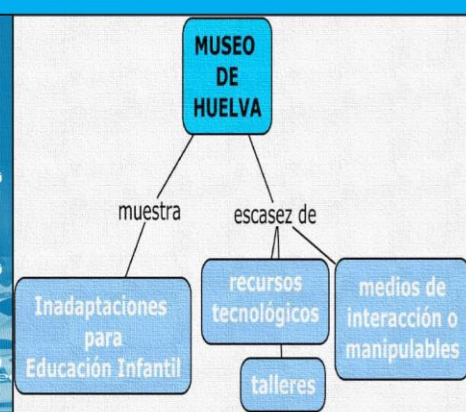 MUSEO
DE
HUELVA
muestra
escasez de
Inadaptaciones
para
Educación Infantil
recursos
tecnológicos
medios de
interacción o
manipulables
talleres